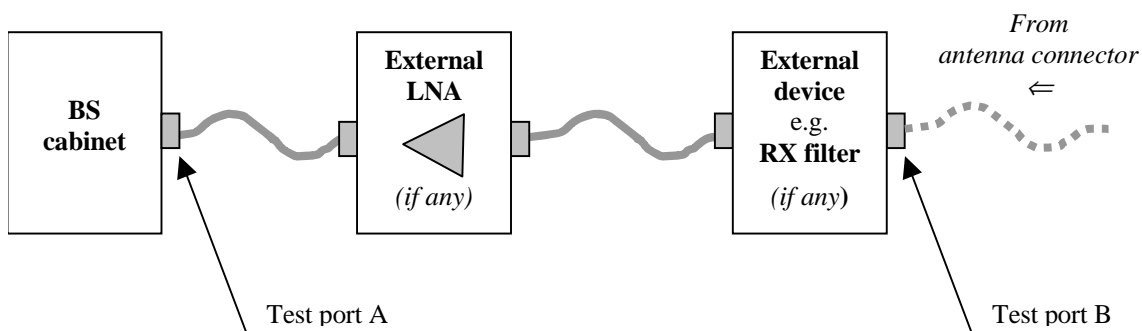 BS
cabinet
External
LNA
(if any)
External
device
e.g.
RX filter
(if any)
From
antenna connector
⇐
Test port A
Test port B